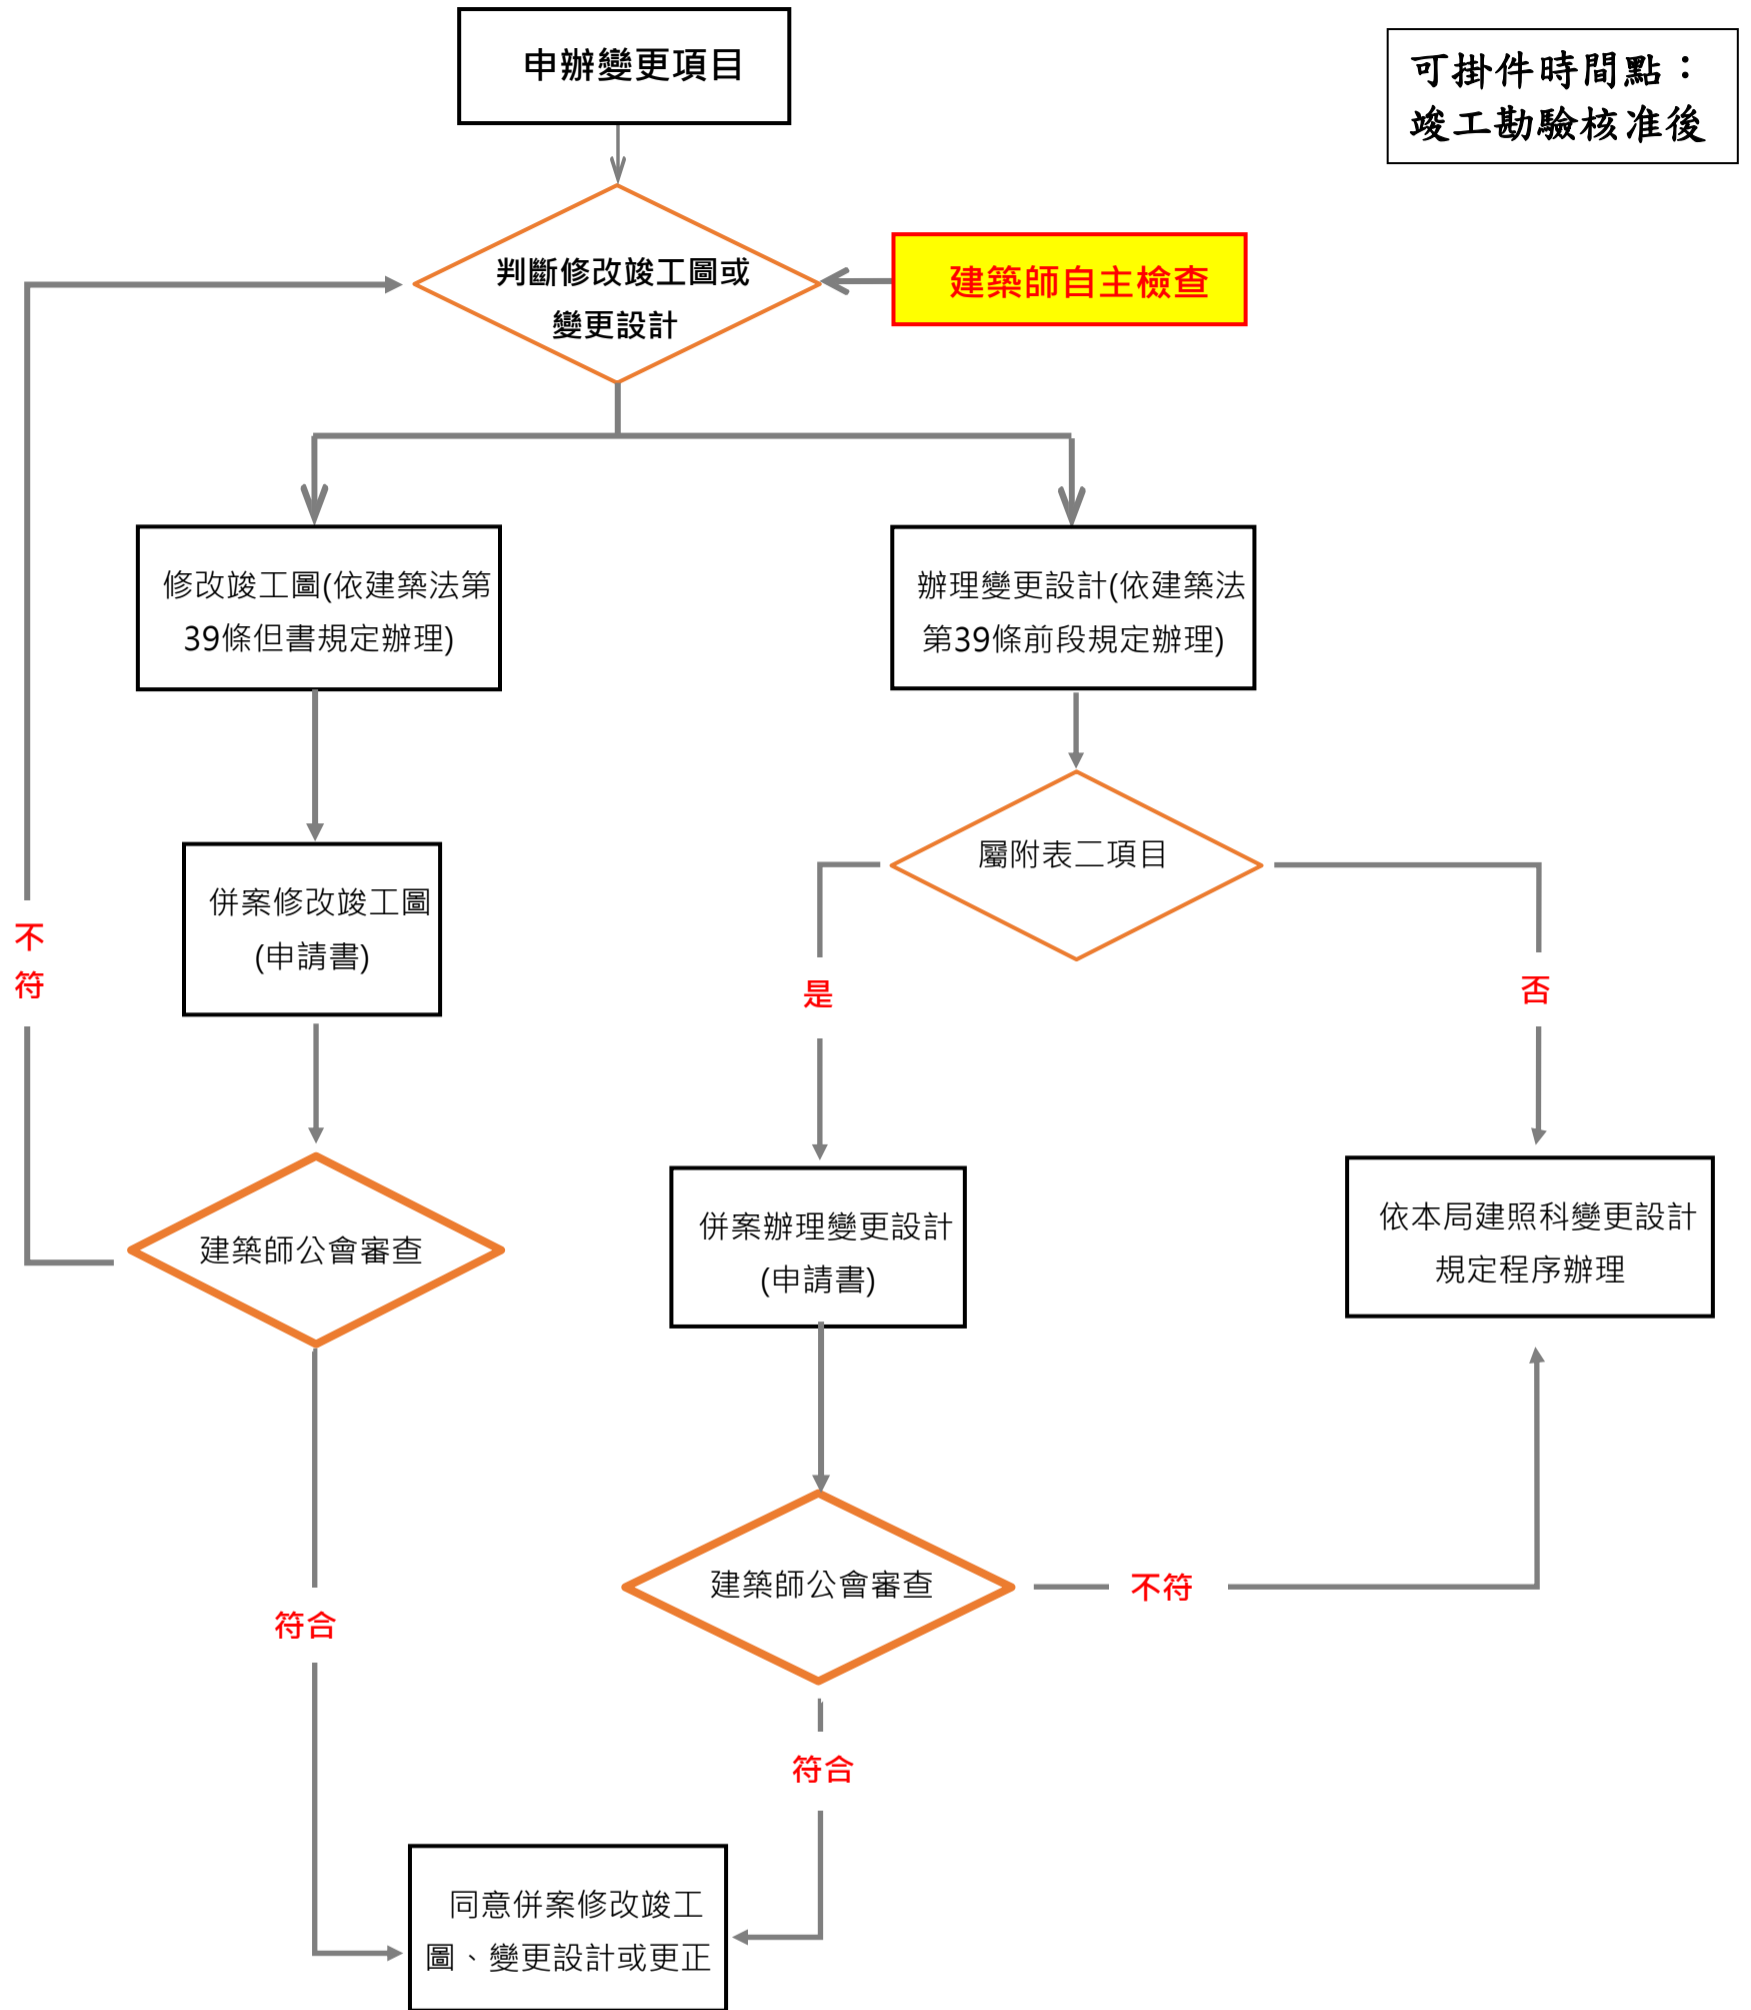 申辦變更項目
可掛件時間點：
竣工勘驗核准後
判斷修改竣工圖或
變更設計
建築師自主檢查
修改竣工圖(依建築法第
39條但書規定辦理)
辦理變更設計(依建築法
第39條前段規定辦理)
屬附表二項目
併案修改竣工圖
(申請書)
不
符
是
否
建築師公會審查
併案辦理變更設計
(申請書)
依本局建照科變更設計
規定程序辦理
建築師公會審查
不符
符合
符合
同意併案修改竣工
圖、變更設計或更正